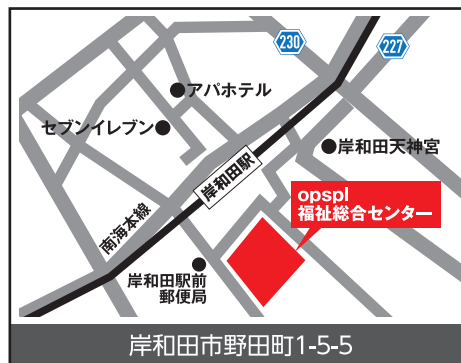 230
227
アパホテル
セブンイレブン
岸和田天神宮
岸和田駅
opspl
福祉総合センター
南海本線
岸和田駅前
郵便局
岸和田市野田町1-5-5